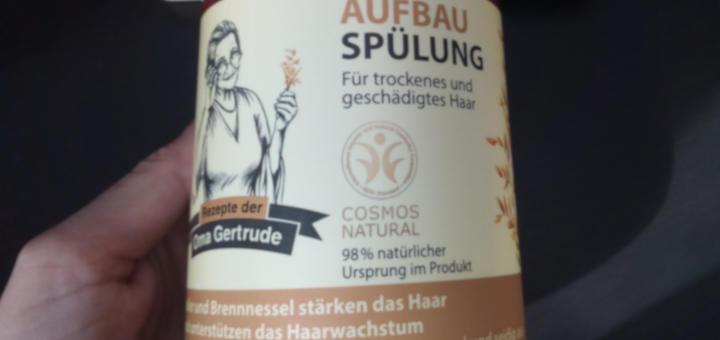 AUFBAU
SPÜLUNG
Für trockenes und
geschädigtes Haar
COSMOS
NATURAL
98% natürlicher
Ursprung im Produkt
Rezepte der
Oma Gertrude
und Brennnessel stärken das Haar
unterstützen das Haarwachstum
und